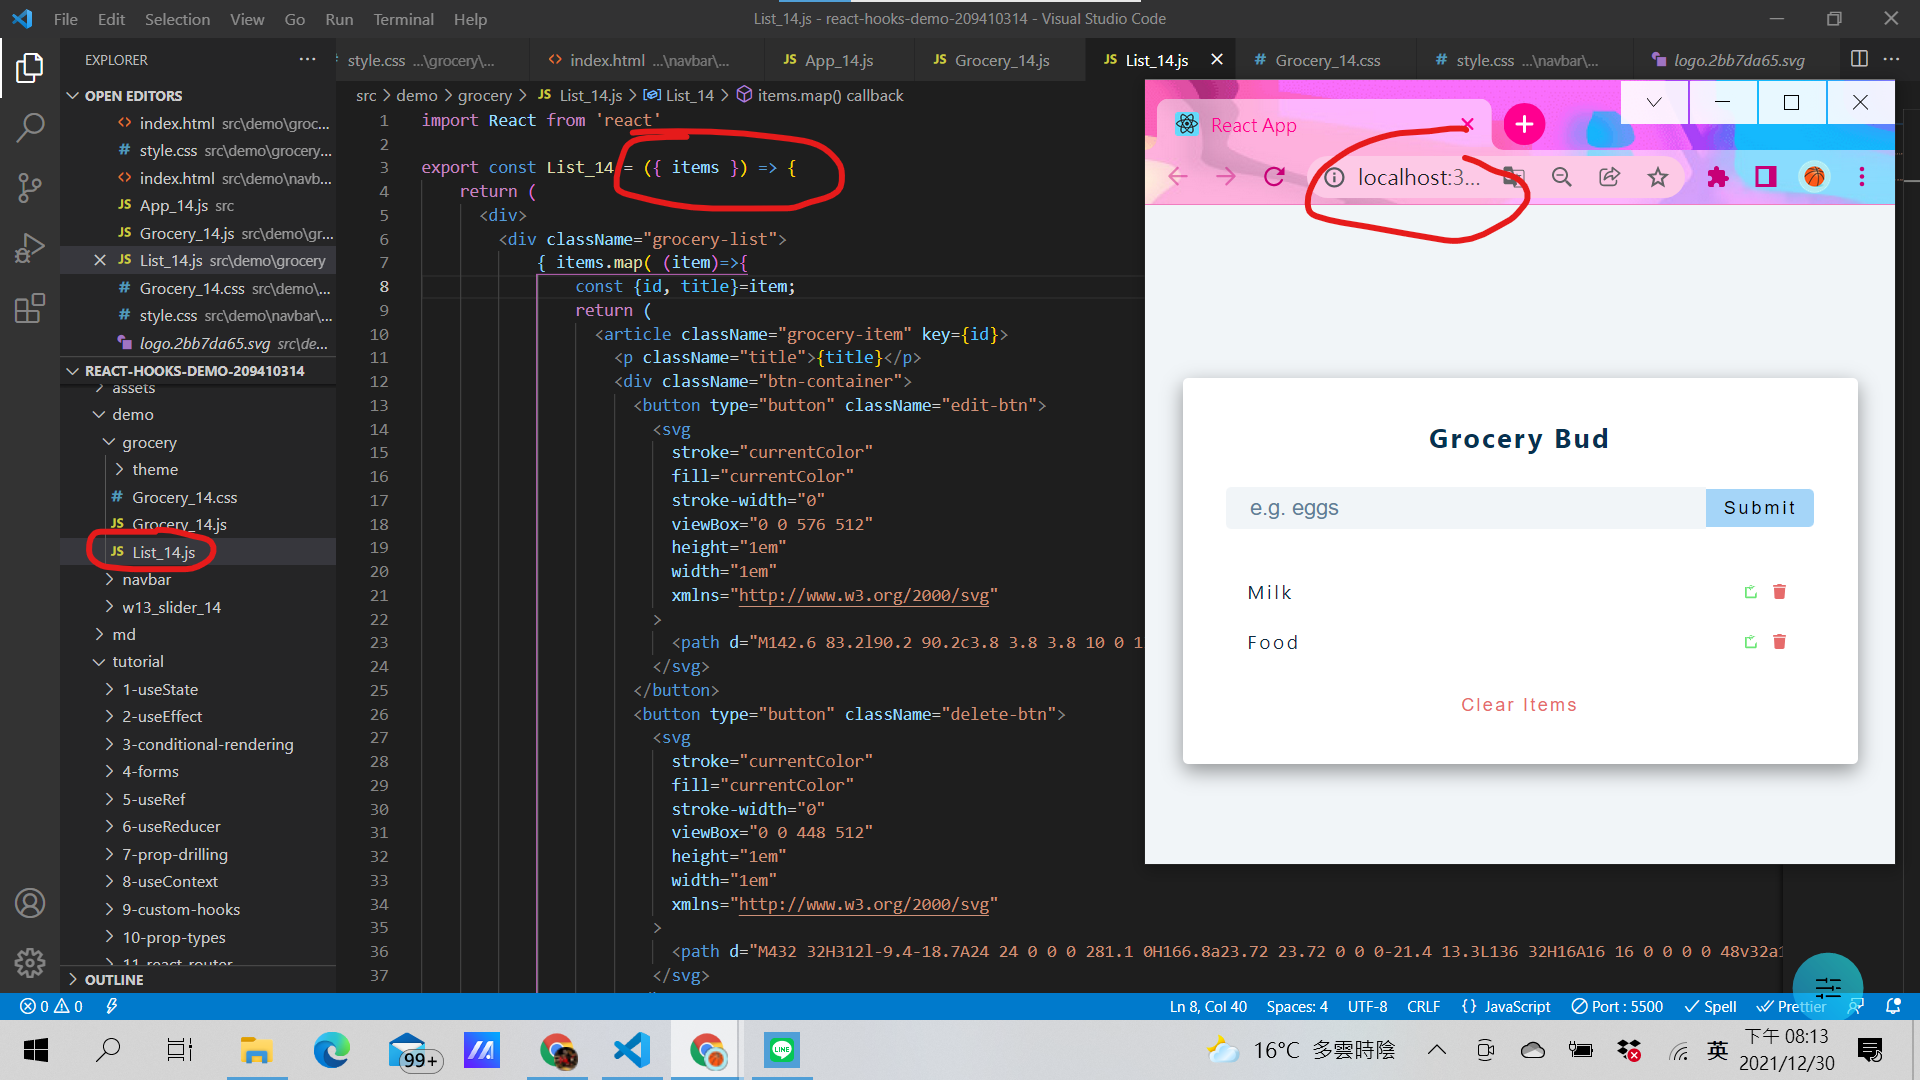 File Edit Selection View Go Run Terminal Help
List_14.js - react-hooks-demo-209410314 - Visual Studio Code
EXPLORER
style.css ...\grocery\...
index.html ...\navbar\...
JS App_14.js
JS Grocery_14.js
JS List_14.js
# Grocery_14.css
# style.css ...\navbar\...
logo.2bb7da65.svg
OPEN EDITORS
<> index.html src\demo\groc...
# style.css src\demo\grocery...
<> index.html src\demo\navb...
JS App_14.js src
JS Grocery_14.js src\demo\gr...
JS List_14.js src\demo\grocery
# Grocery_14.css src\demo\...
# style.css src\demo\navbar\...
logo.2bb7da65.svg src\de...
REACT-HOOKS-DEMO-209410314
assets
demo
grocery
theme
# Grocery_14.css
JS Grocery_14.js
JS List_14.js
navbar
w13_slider_14
md
tutorial
1-useState
2-useEffect
3-conditional-rendering
4-forms
5-useRef
6-useReducer
7-prop-drilling
8-useContext
9-custom-hooks
10-prop-types
11-react-router
OUTLINE
src > demo > grocery > JS List_14.js > List_14 > items.map() callback
1 import React from 'react'
2
3 export const List_14 = ({ items }) => {
4 return (
5 <div>
6 <div className="grocery-list">
7 { items.map( (item)=>{
8 const {id, title}=item;
9 return (
10 <article className="grocery-item" key={id}>
11 <p className="title">{title}</p>
12 <div className="btn-container">
13 <button type="button" className="edit-btn">
14 <svg
15 stroke="currentColor"
16 fill="currentColor"
17 stroke-width="0"
18 viewBox="0 0 576 512"
19 height="1em"
20 width="1em"
21 xmlns="http://www.w3.org/2000/svg"
22 >
23 <path d="M142.6 83.2l90.2 90.2c3.8 3.8 3.8 10 0 1
24 </svg>
25 </button>
26 <button type="button" className="delete-btn">
27 <svg
28 stroke="currentColor"
29 fill="currentColor"
30 stroke-width="0"
31 viewBox="0 0 448 512"
32 height="1em"
33 width="1em"
34 xmlns="http://www.w3.org/2000/svg"
35 >
36 <path d="M432 32H312l-9.4-18.7A24 24 0 0 0 281.1 0H166.8a23.72 23.72 0 0 0-21.4 13.3L136 32H16A16 16 0 0 0 0 48v32a1
37 </svg>
React App
localhost:3...
Grocery Bud
e.g. eggs
Submit
Milk
Food
Clear Items
0 0
Ln 8, Col 40 Spaces: 4 UTF-8 CRLF {} JavaScript Port : 5500 Spell Prettier
99+
LINE
16°C 多雲時陰
英
下午 08:13
2021/12/30